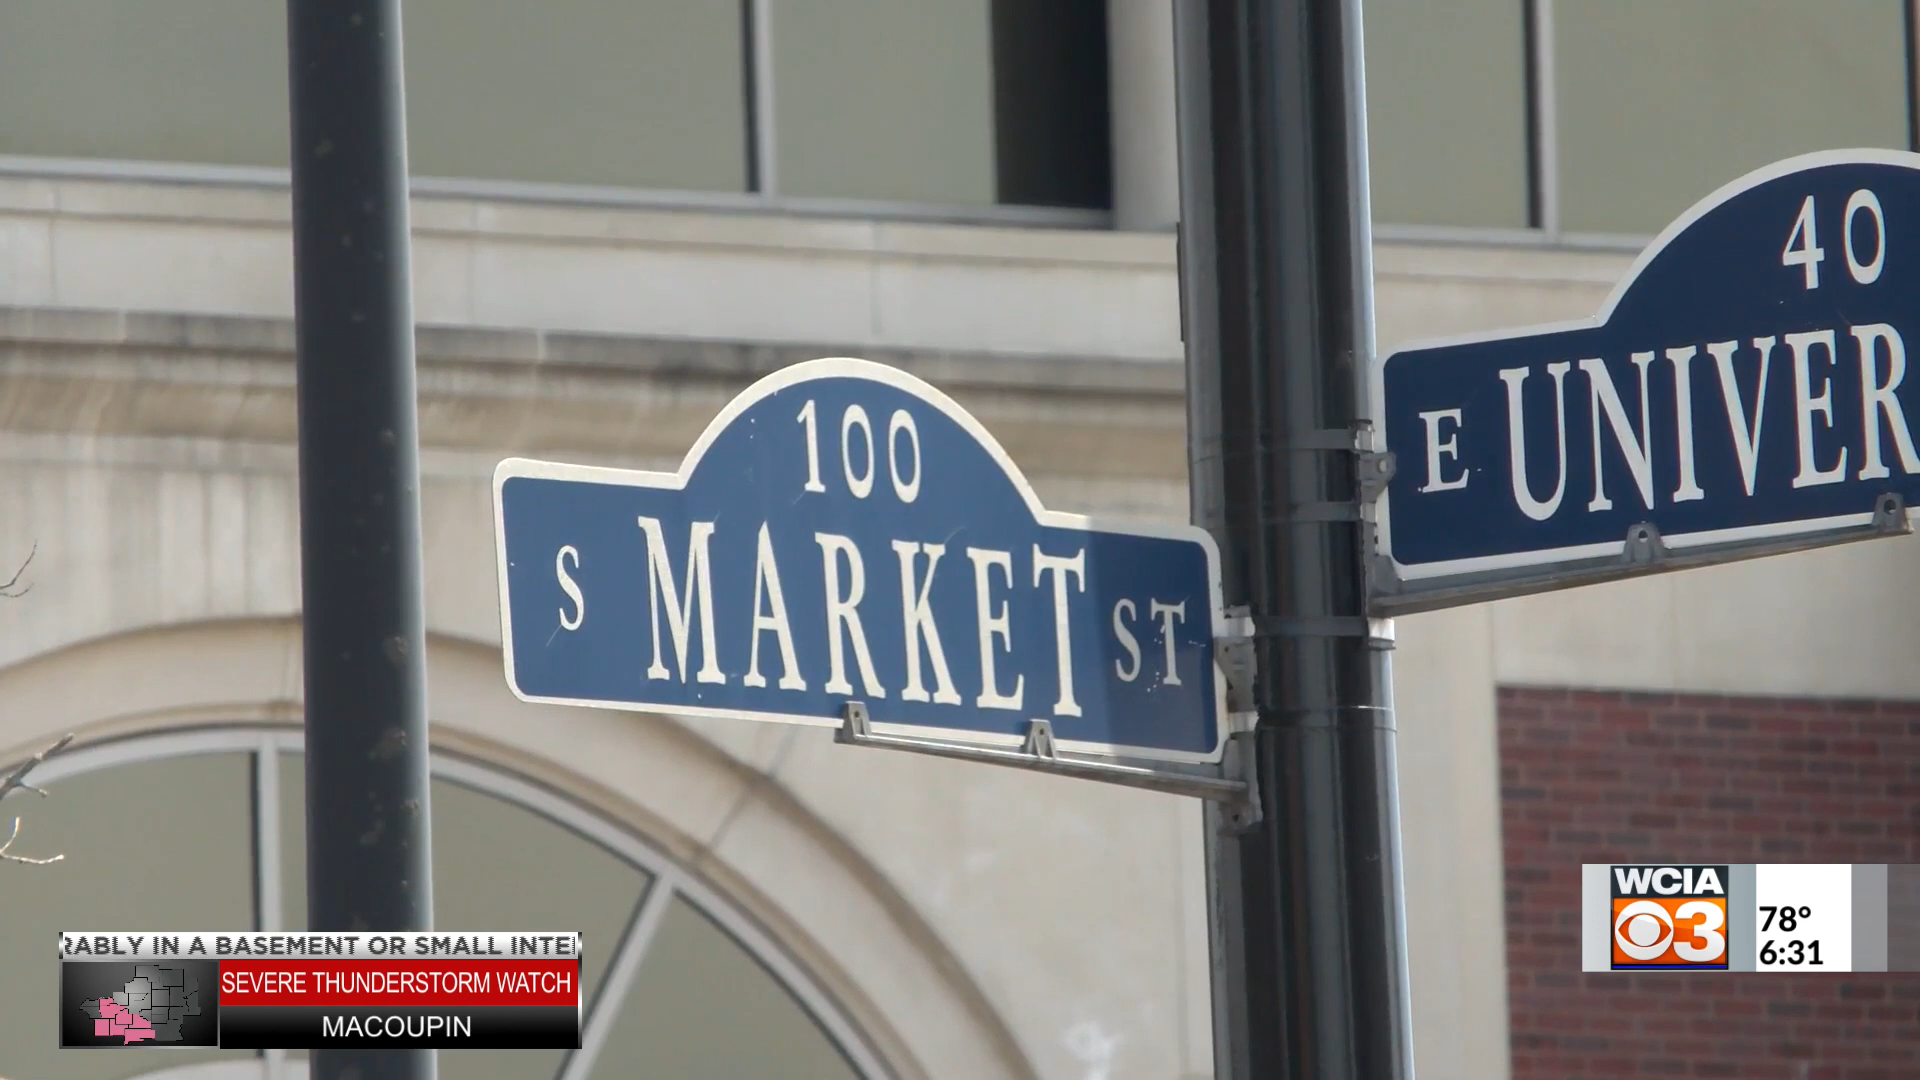 40
E UNIVER
100
S MARKET ST
WCIA
3
78°
6:31
RABLY IN A BASEMENT OR SMALL INTE
SEVERE THUNDERSTORM WATCH
MACOUPIN